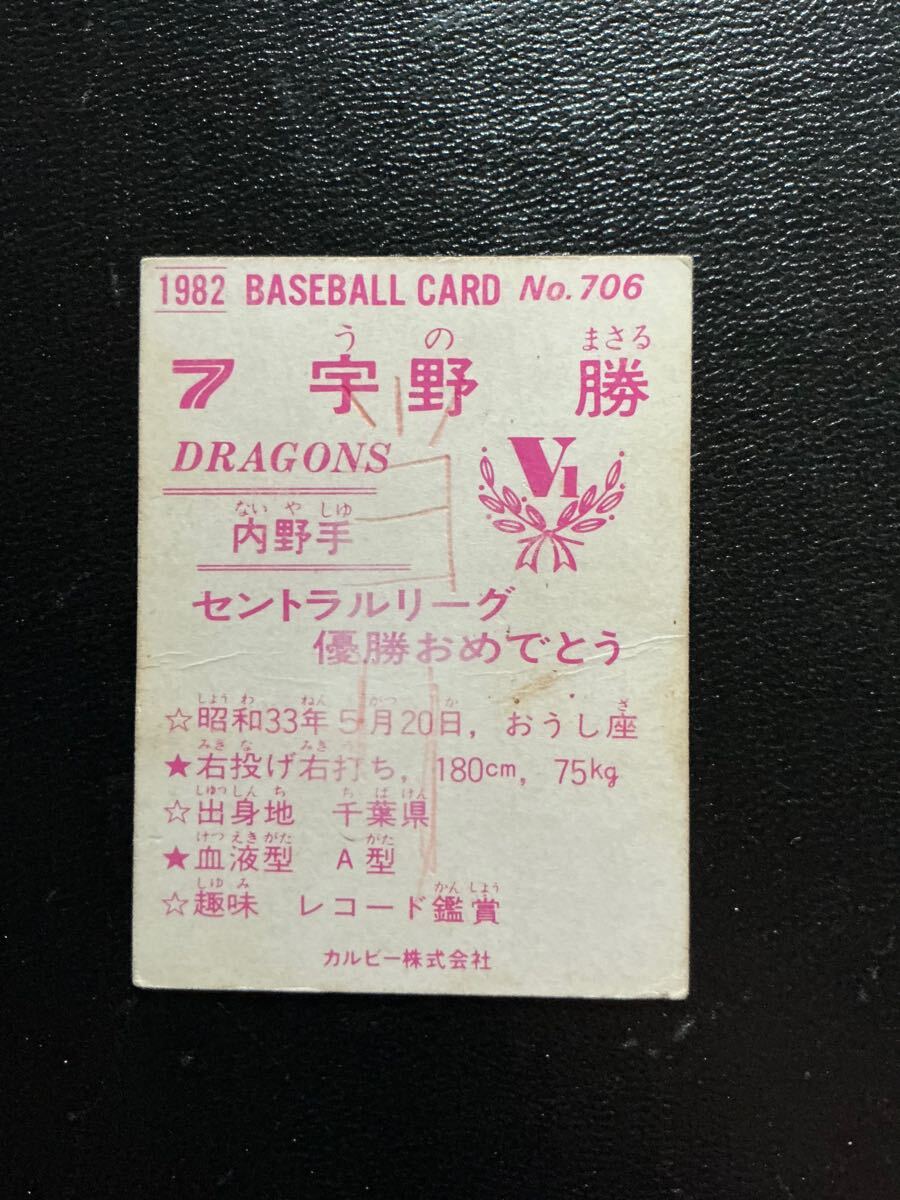 1982 BASEBALL CARD No.706
うの まさる
7 宇野 勝
DRAGONS
V1
ないやしゆ
内野手
セントラルリーグ
優勝おめでとう
しょうわ ねん がつ か ざ
☆昭和33年5月20日, おうし座
みぎな みぎう
★右投げ右打ち, 180cm, 75kg
しゆつしんち ちばけん
☆出身地 千葉県
けつえきがた がた
★血液型 A型
しゆみ かんしょう
☆趣味 レコード鑑賞
カルビー株式会社